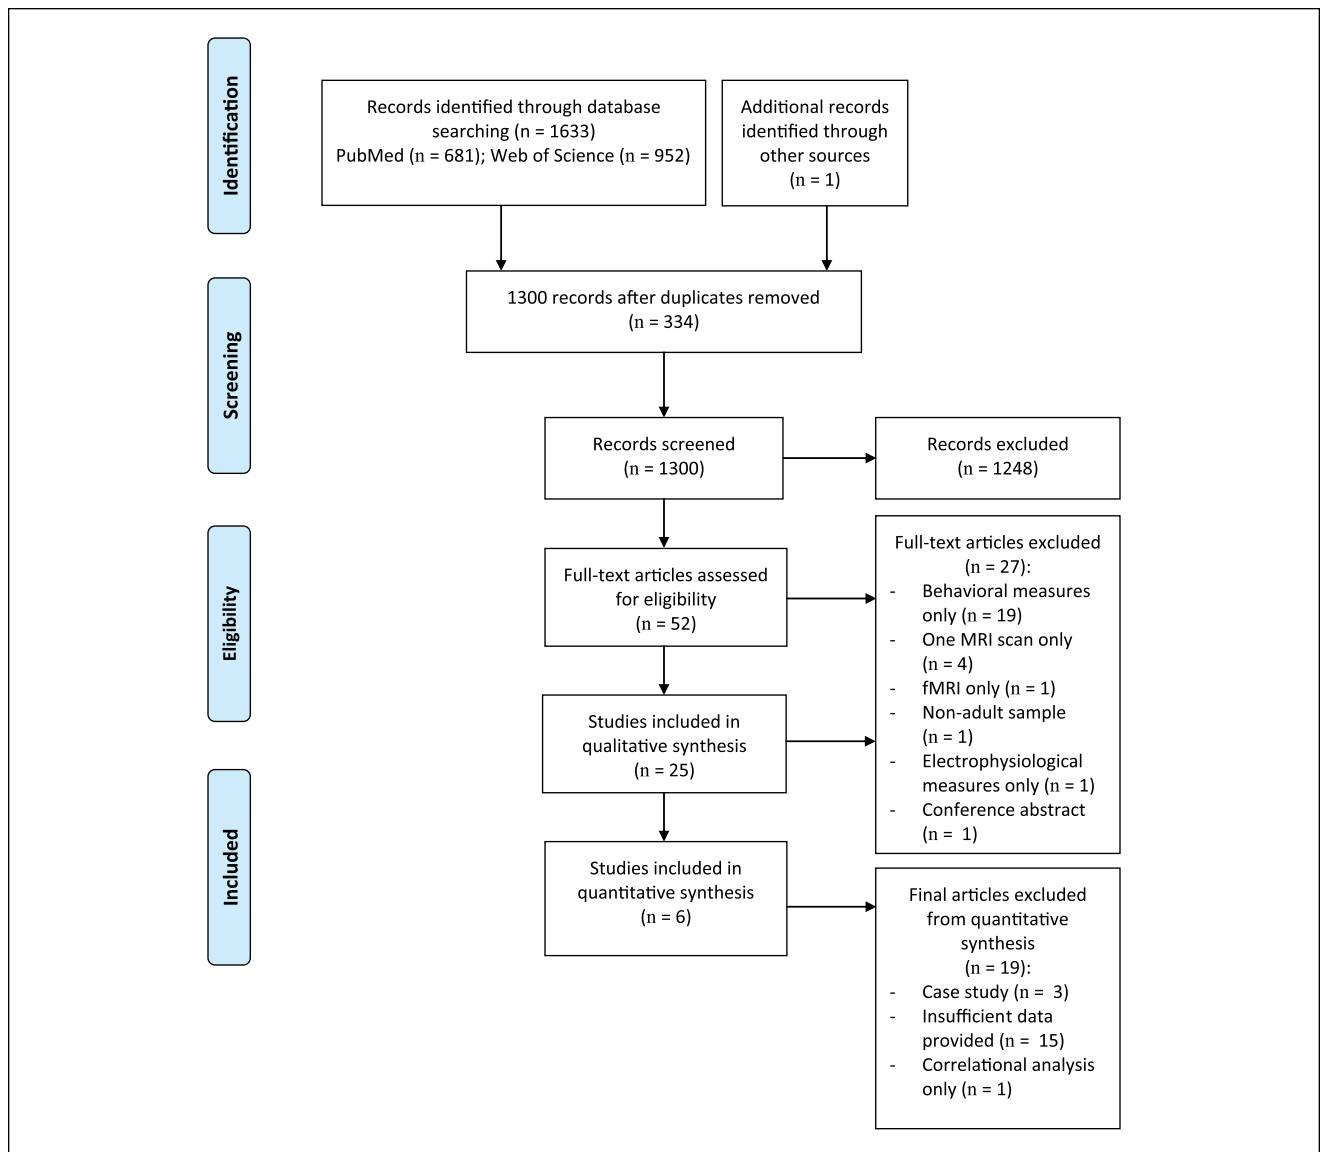 Identification
Records identified through database
searching (n = 1633)
PubMed (n = 681); Web of Science (n = 952)
Additional records
identified through
other sources
(n = 1)
Screening
1300 records after duplicates removed
(n = 334)
Records screened
(n = 1300)
Records excluded
(n = 1248)
Eligibility
Full-text articles assessed
for eligibility
(n = 52)
Full-text articles excluded
(n = 27):
- Behavioral measures
only (n = 19)
- One MRI scan only
(n = 4)
- fMRI only (n = 1)
- Non-adult sample
(n = 1)
- Electrophysiological
measures only (n = 1)
- Conference abstract
(n = 1)
Studies included in
qualitative synthesis
(n = 25)
Included
Studies included in
quantitative synthesis
(n = 6)
Final articles excluded
from quantitative
synthesis
(n = 19):
- Case study (n = 3)
- Insufficient data
provided (n = 15)
- Correlational analysis
only (n = 1)